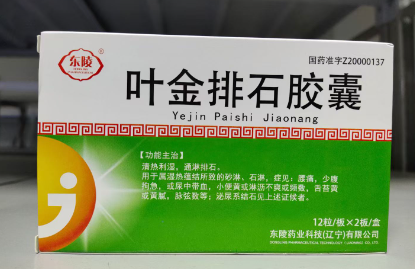 东陵
国药准字Z20000137
叶金排石胶囊
Yejin Paishi Jiaonang
【功能主治】
清热利湿，通淋排石。
用于属湿热蕴结所致的砂淋、石淋，症见：腰痛，少腹
拘急，或尿中带血，小便黄或淋沥不爽或频数，舌苔黄
或黄腻，脉弦数等；泌尿系结石见上述证候者。
12粒/板×2板/盒
东陵药业科技(辽宁)有限公司